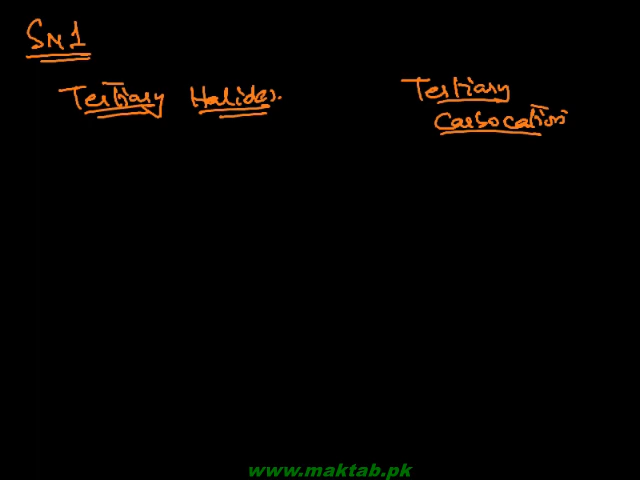 SN1
Tertiary Halides.
Tertiary
Carbocation
www.maktab.pk